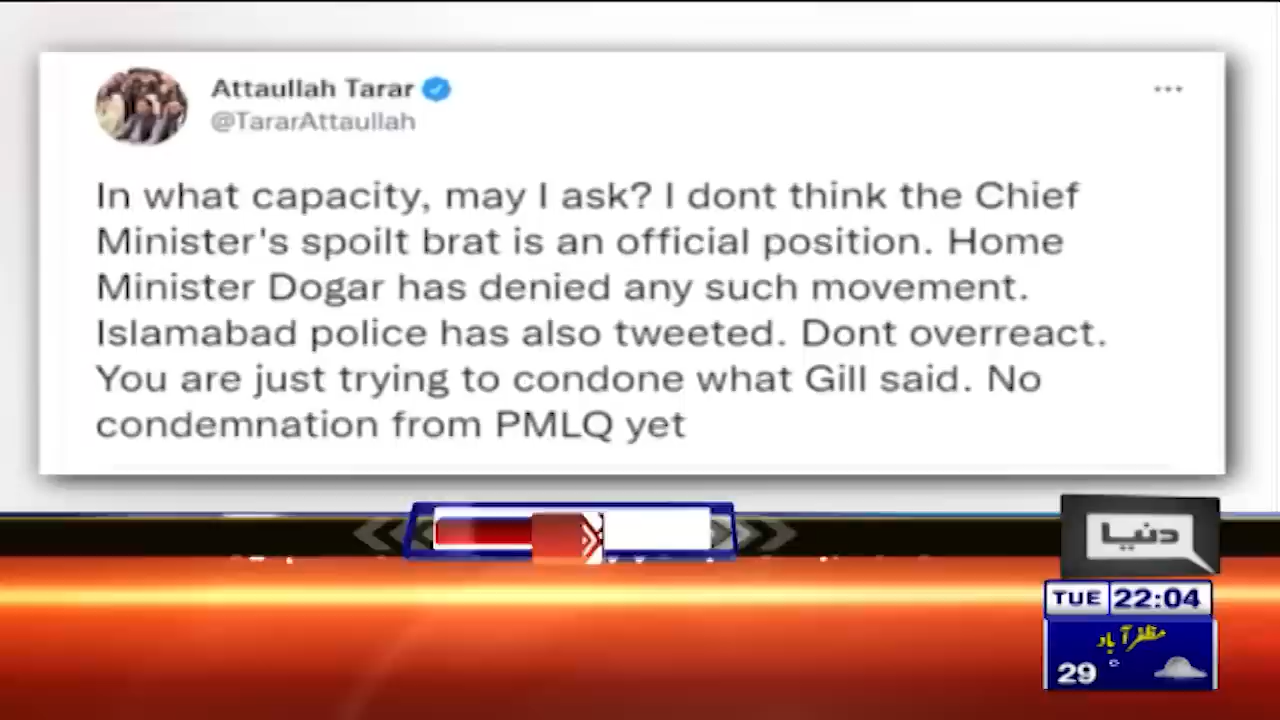 Attaullah Tarar
@TararAttaullah
In what capacity, may I ask? I dont think the Chief
Minister's spoilt brat is an official position. Home
Minister Dogar has denied any such movement.
Islamabad police has also tweeted. Dont overreact.
You are just trying to condone what Gill said. No
condemnation from PMLQ yet
دنیا
TUE 22:04
مظفرآباد
29 °C